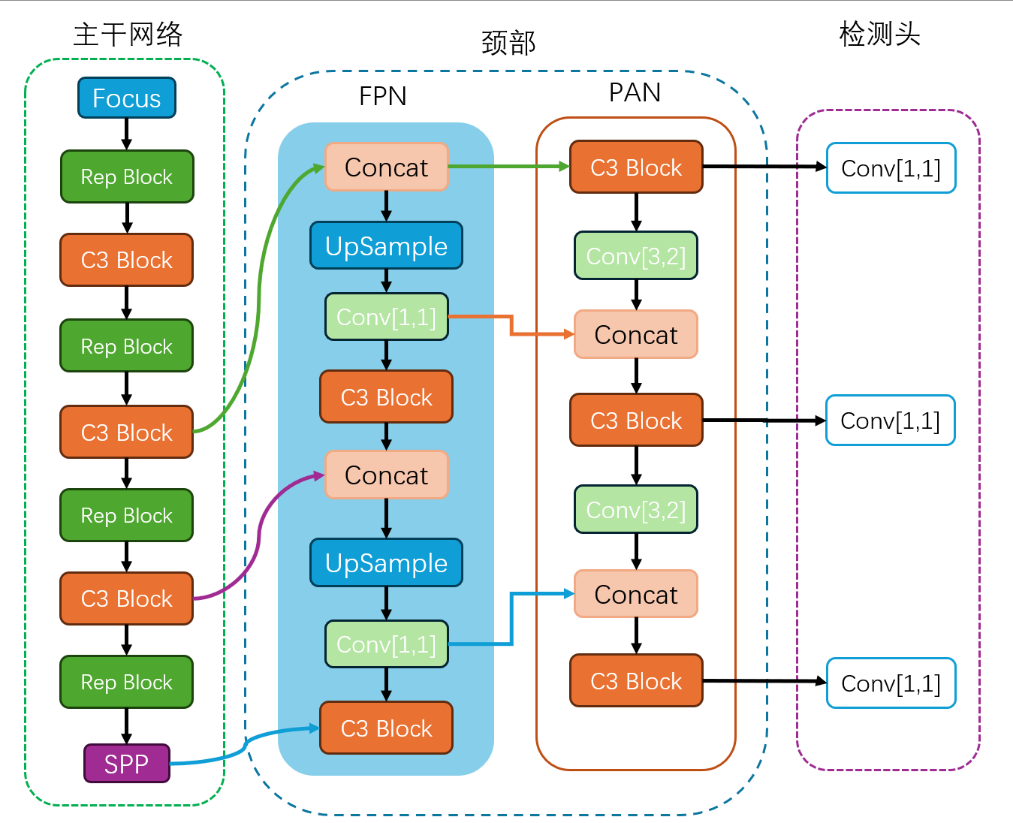 主干网络
Focus
Rep Block
C3 Block
Rep Block
C3 Block
Rep Block
C3 Block
Rep Block
SPP
颈部
FPN
Concat
UpSample
Conv[1,1]
C3 Block
Concat
UpSample
Conv[1,1]
C3 Block
PAN
C3 Block
Conv[3,2]
Concat
C3 Block
Conv[3,2]
Concat
C3 Block
检测头
Conv[1,1]
Conv[1,1]
Conv[1,1]